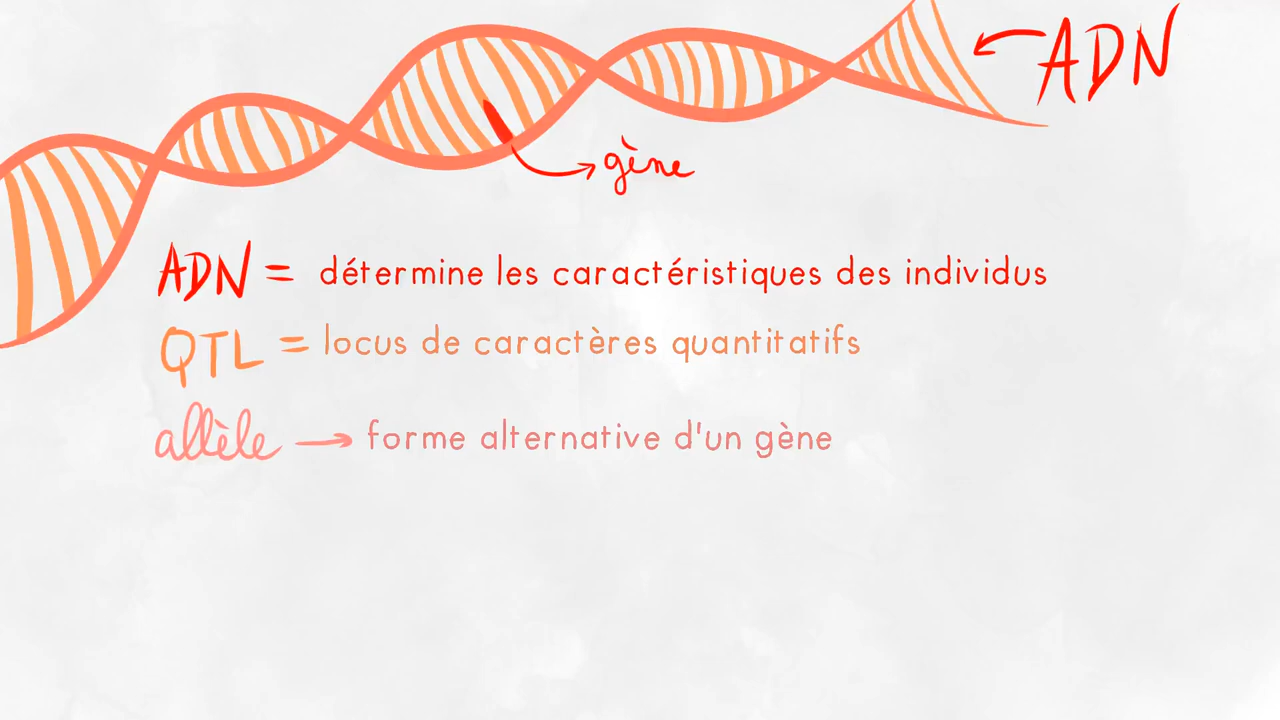 ADN
gène
ADN = détermine les caractéristiques des individus
QTL = locus de caractères quantitatifs
allèle → forme alternative d'un gène